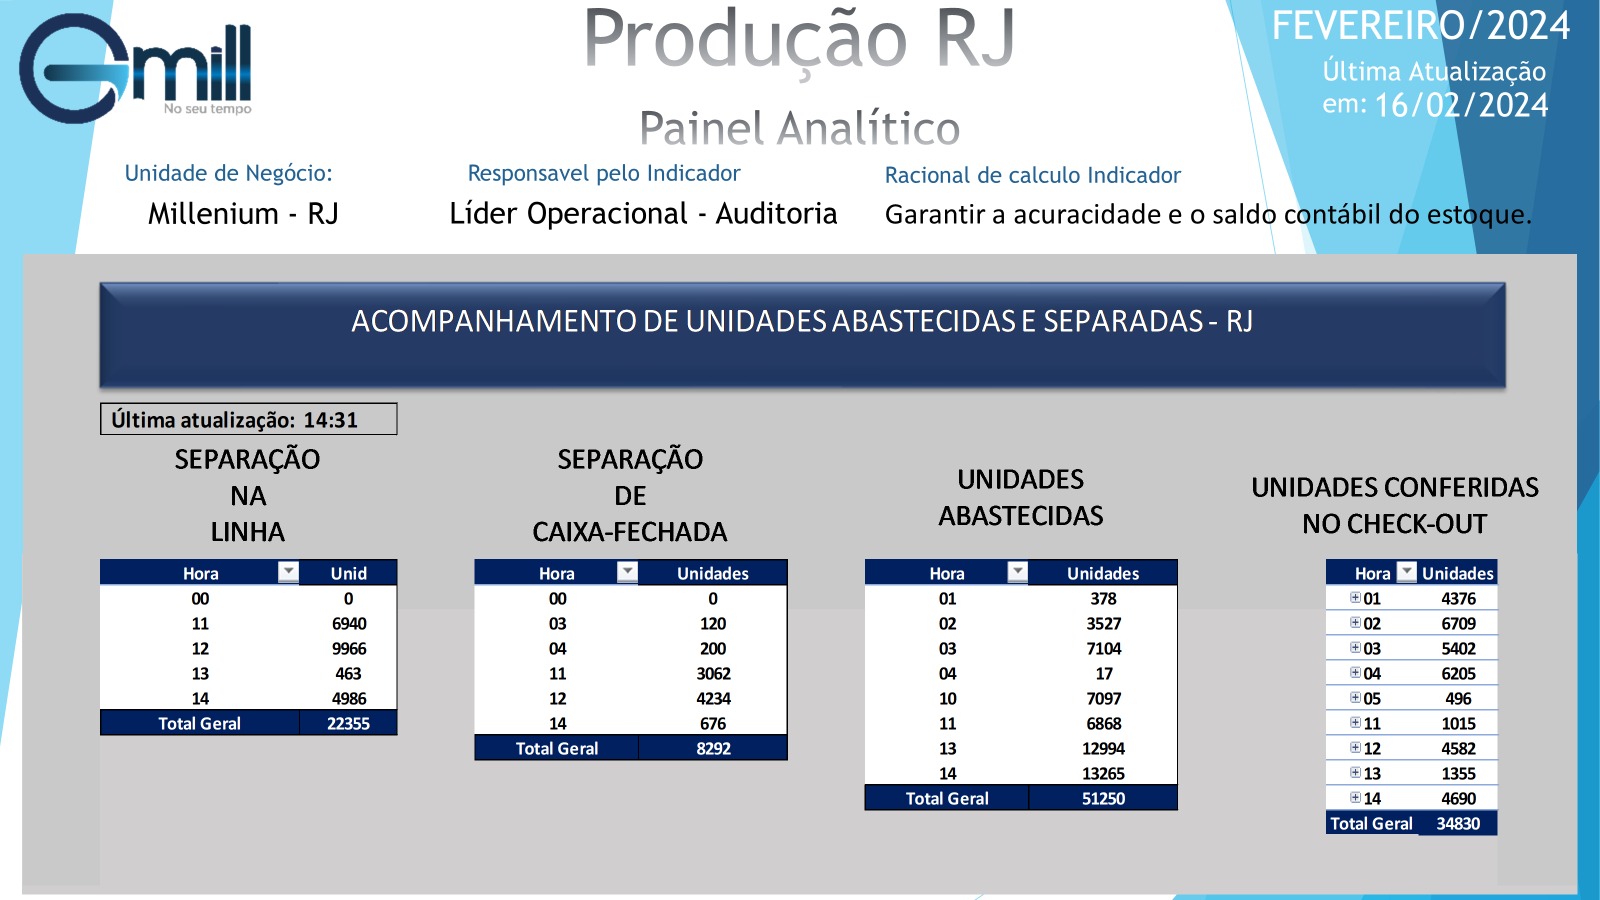 Gmill
No seu tempo
Produção RJ
Painel Analítico
FEVEREIRO/2024
Última Atualização
em: 16/02/2024
Unidade de Negócio:
Millenium - RJ
Responsavel pelo Indicador
Líder Operacional - Auditoria
Racional de calculo Indicador
Garantir a acuracidade e o saldo contábil do estoque.
ACOMPANHAMENTO DE UNIDADES ABASTECIDAS E SEPARADAS - RJ
Última atualização: 14:31
SEPARAÇÃO
NA
LINHA
Hora Unid
00 0
11 6940
12 9966
13 463
14 4986
Total Geral 22355
SEPARAÇÃO
DE
CAIXA-FECHADA
Hora Unidades
00 0
03 120
04 200
11 3062
12 4234
14 676
Total Geral 8292
UNIDADES
ABASTECIDAS
Hora Unidades
01 378
02 3527
03 7104
04 17
10 7097
11 6868
13 12994
14 13265
Total Geral 51250
UNIDADES CONFERIDAS
NO CHECK-OUT
Hora Unidades
01 4376
02 6709
03 5402
04 6205
05 496
11 1015
12 4582
13 1355
14 4690
Total Geral 34830